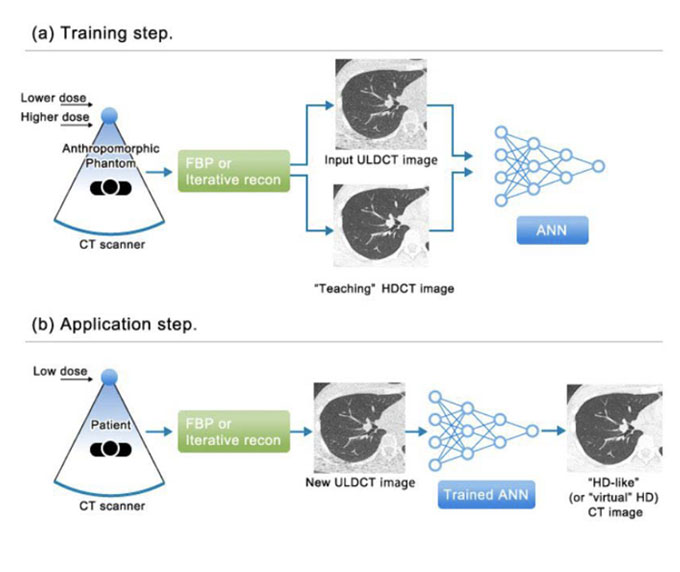 (a) Training step.
Lower dose
Higher dose
Anthropomorphic
Phantom
CT scanner
FBP or
Iterative recon
Input ULDCT image
"Teaching" HDCT image
ANN
(b) Application step.
Low dose
Patient
CT scanner
FBP or
Iterative recon
New ULDCT image
Trained ANN
"HD-like"
(or "virtual" HD)
CT image